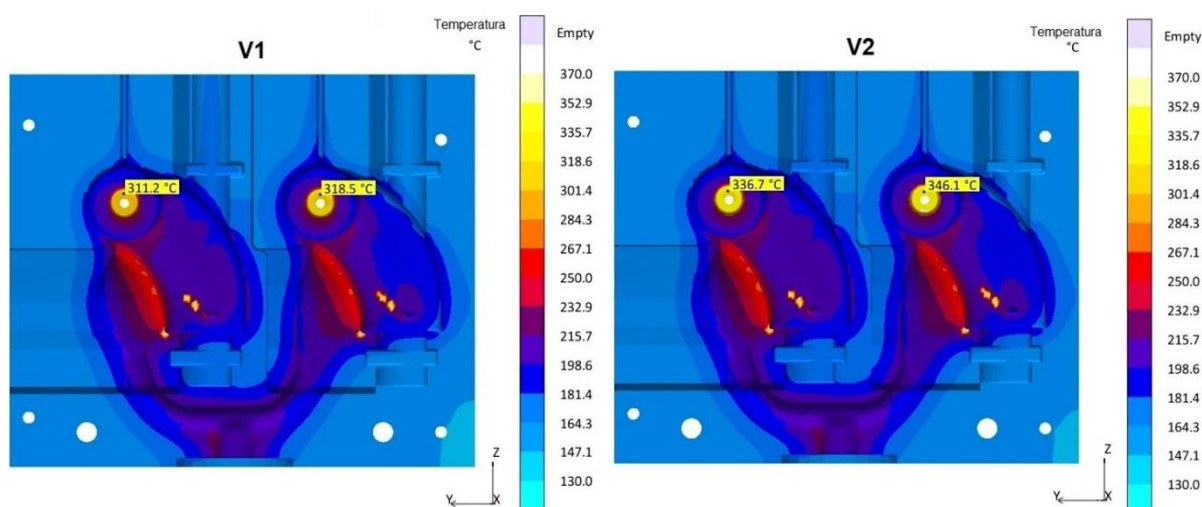 V1
Temperatura
°C
Empty
370.0
352.9
335.7
318.6
301.4
284.3
267.1
250.0
232.9
215.7
198.6
181.4
164.3
147.1
130.0
311.2 °C
318.5 °C
Z
Y
X
V2
Temperatura
°C
Empty
370.0
352.9
335.7
318.6
301.4
284.3
267.1
250.0
232.9
215.7
198.6
181.4
164.3
147.1
130.0
336.7 °C
346.1 °C
Z
Y
X